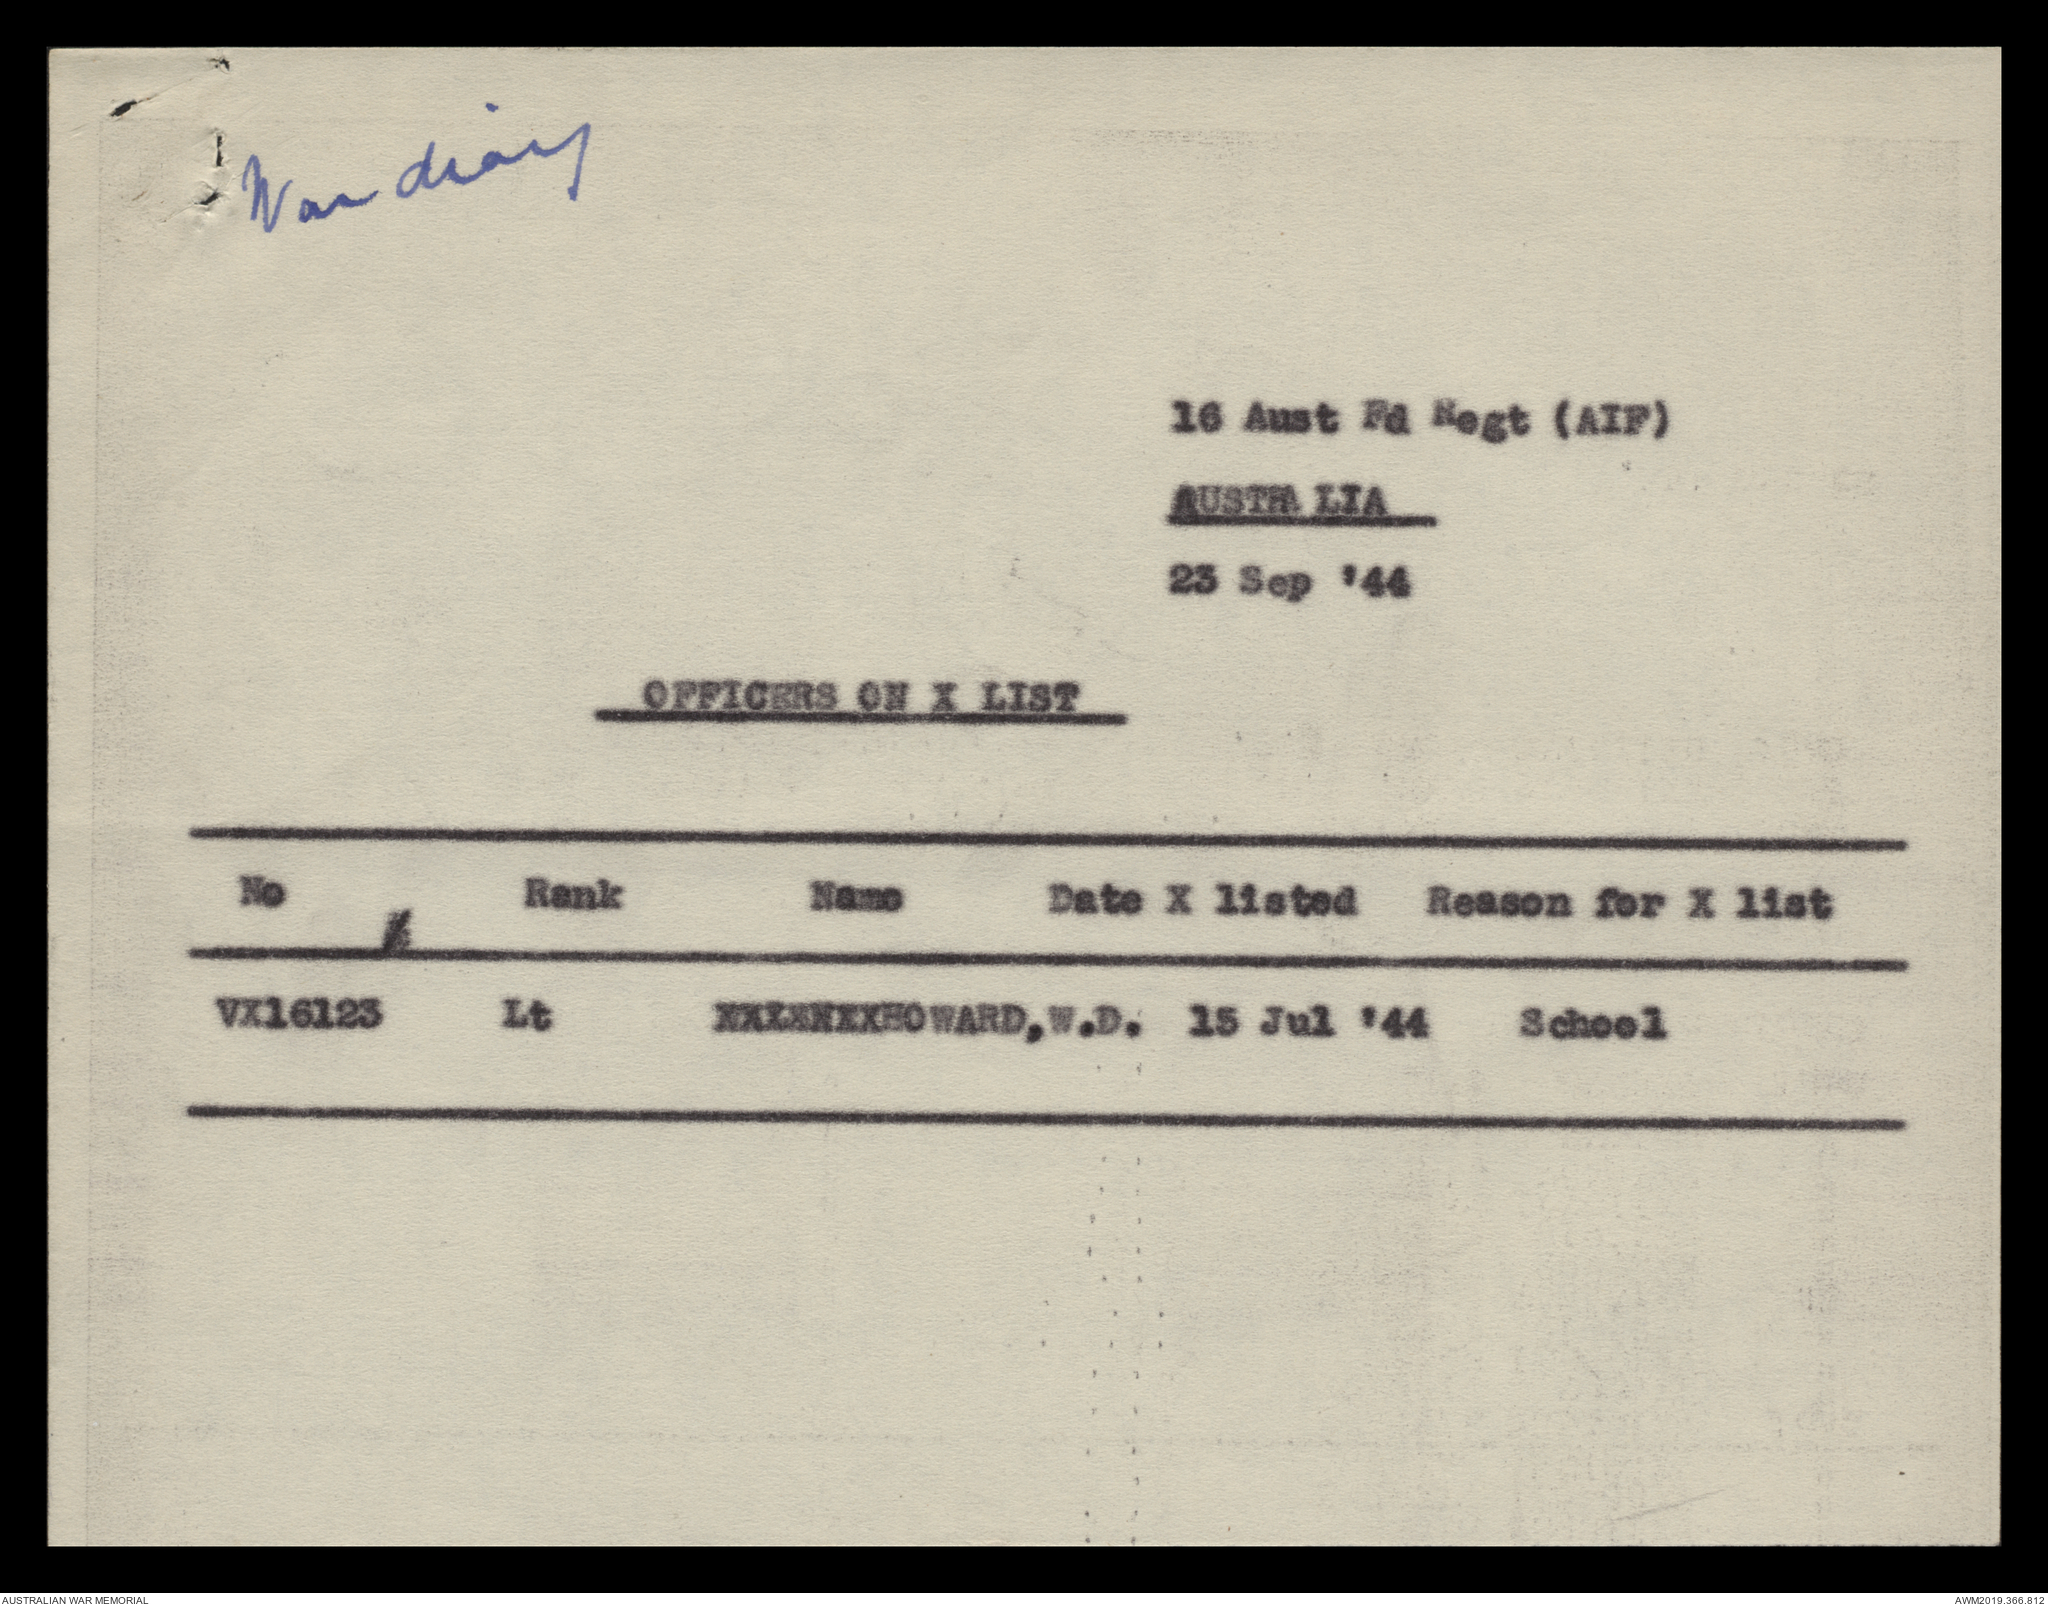 War diary
16 Aust Fd Regt (AIF)
AUSTRALIA
23 Sep '44
OFFICERS ON X LIST
No Rank Name Date X listed Reason for X list
VX16123 Lt HOWARD,W.D. 15 Jul '44 School
AUSTRALIAN WAR MEMORIAL AWM2019.366.812